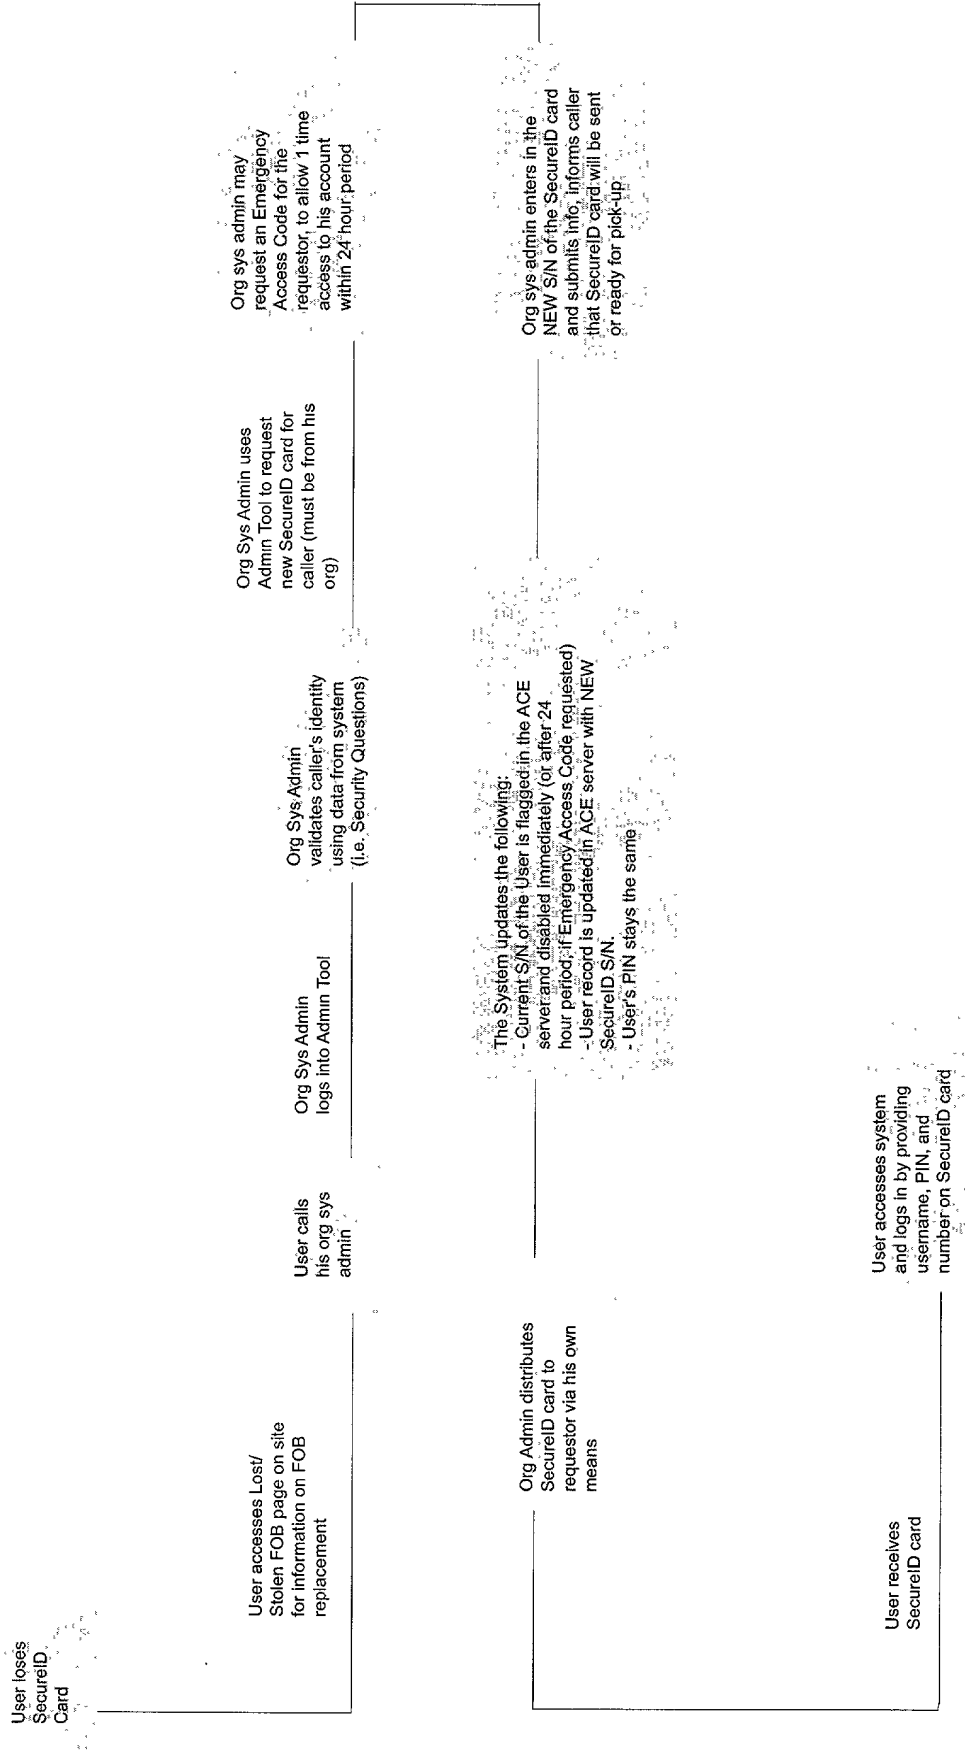 User loses
SecureID
Card
User accesses Lost/
Stolen FOB page on site
for information on FOB
replacement
User calls
his org sys
admin
Org Sys Admin
logs into Admin Tool
Org Sys Admin
validates caller's identity
using data from system
(i.e. Security Questions)
Org Sys Admin uses
Admin Tool to request
new SecureID card for
caller (must be from his
org)
Org sys admin may
request an Emergency
Access Code for the
requestor, to allow 1 time
access to his account
within 24 hour period
Org sys admin enters in the
NEW S/N of the SecureID card
and submits info, informs caller
that SecureID card will be sent
or ready for pick-up
The System updates the following:
- Current S/N of the User is flagged in the ACE
server and disabled immediately (or after 24
hour period, if Emergency Access Code requested)
- User record is updated in ACE server with NEW
SecureID S/N.
- User's PIN stays the same
Org Admin distributes
SecureID card to
requestor via his own
means
User receives
SecureID card
User accesses system
and logs in by providing
username, PIN, and
number on SecureID card